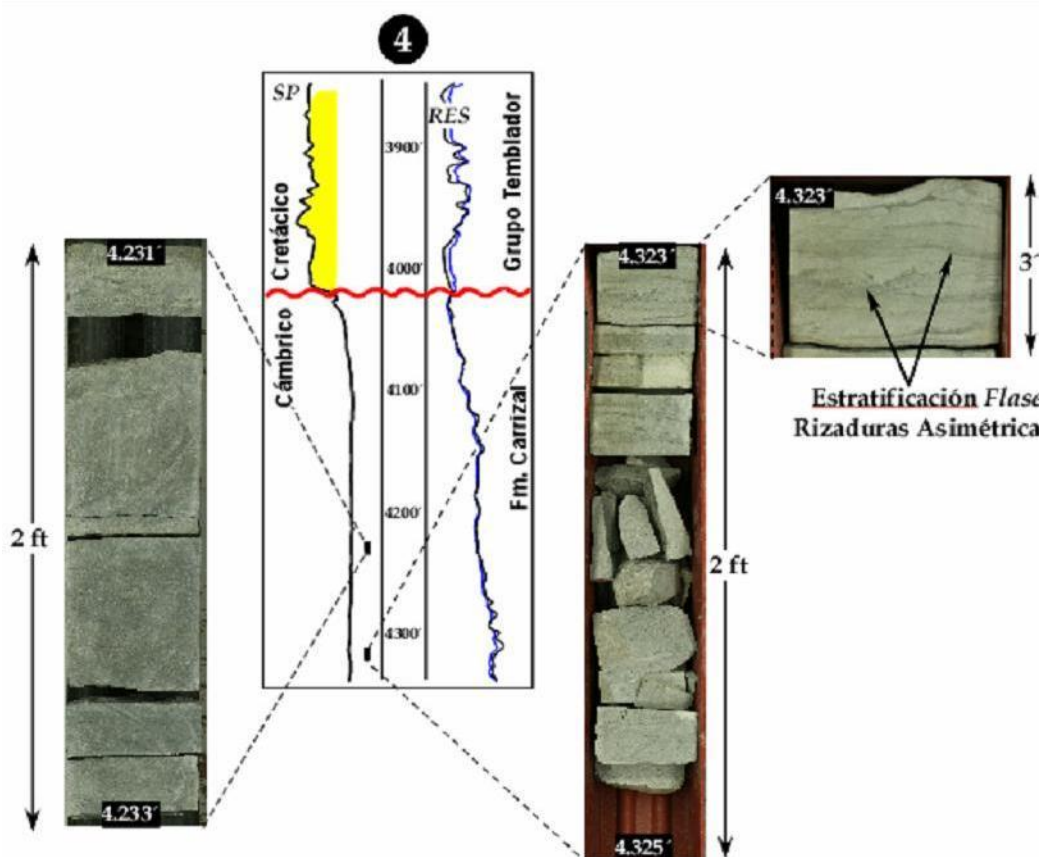 4
SP
RES
3900´
4000´
4100´
4200´
4300´
Cretácico
Cámbrico
Grupo Temblador
Fm. Carrizal
4.231´
2 ft
4.233´
4.323´
2 ft
4.325´
4.323´
3´
Estratificación Flase
Rizaduras Asimétrica